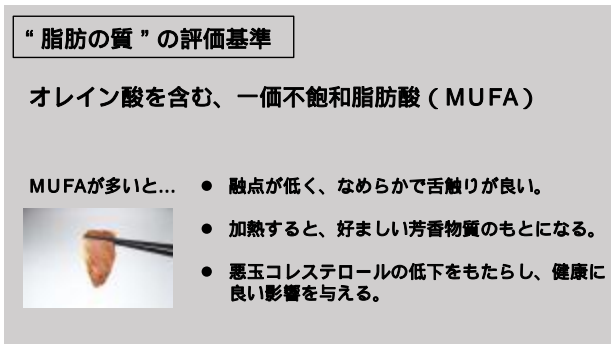 “脂肪の質”の評価基準
オレイン酸を含む、一価不飽和脂肪酸（MUFA）
MUFAが多いと…
● 融点が低く、なめらかで舌触りが良い。
● 加熱すると、好ましい芳香物質のもとになる。
● 悪玉コレステロールの低下をもたらし、健康に
良い影響を与える。